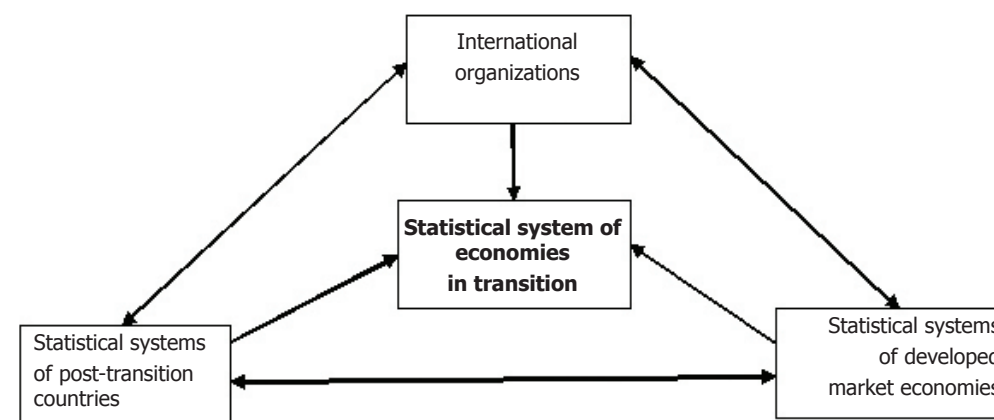 International
organizations
Statistical system of
economies
in transition
Statistical systems
of post-transition
countries
Statistical systems
of developed
market economies